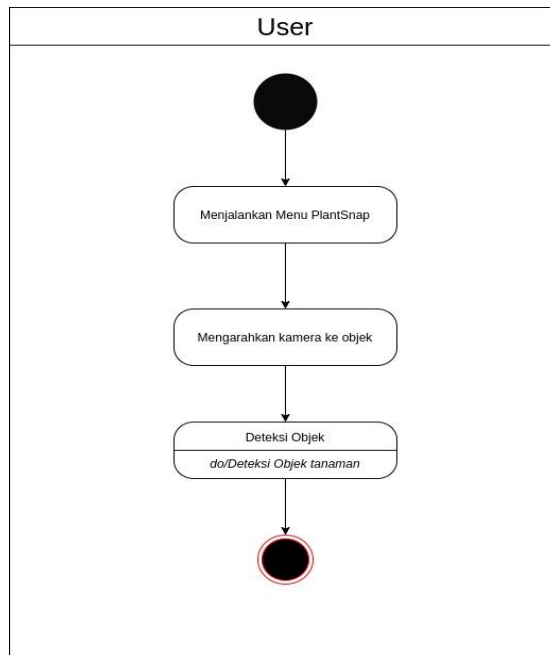 User
Menjalankan Menu PlantSnap
Mengarahkan kamera ke objek
Deteksi Objek
do/Deteksi Objek tanaman